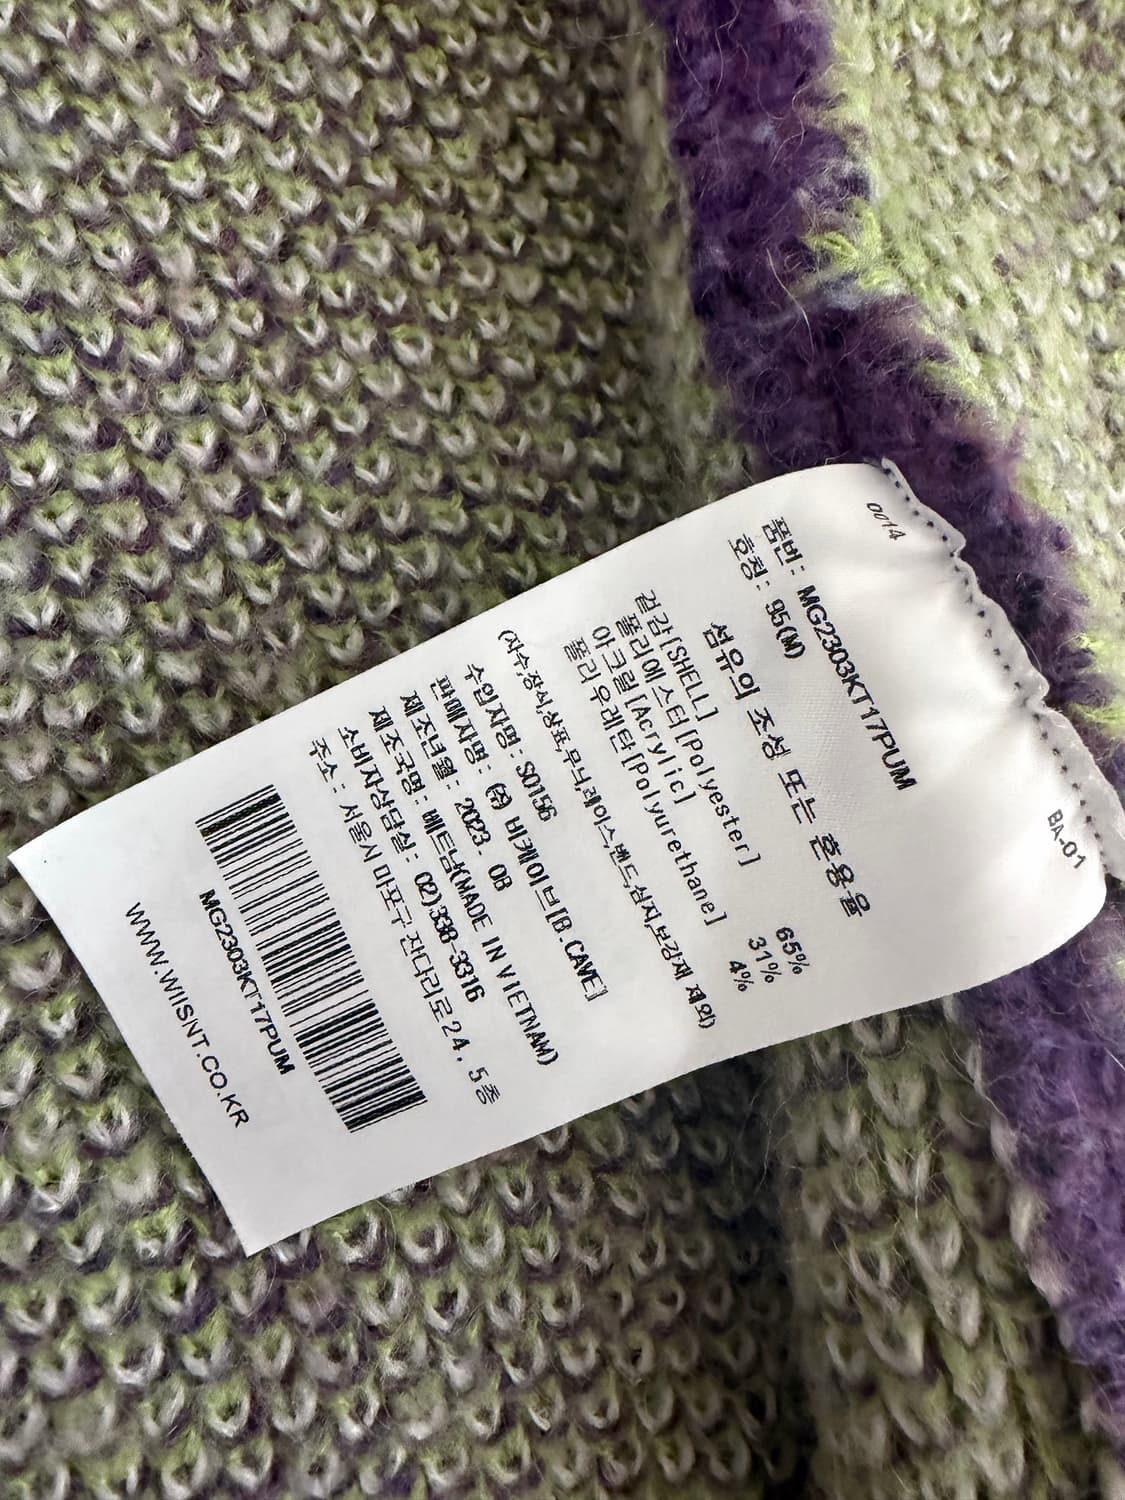 0014
BA-01
품번: MG2303KT17PUM
호칭: 95(M)
섬유의 조성 또는 혼용율
겉감[SHELL]
폴리에스터[Polyester] 65%
아크릴[Acrylic] 31%
폴리우레탄[Polyurethane] 4%
(자수,장식,상표,무늬,레이스,밴드,심지,보강재 제외)
수입자명: S0156
판매자명: (주) 비케이브[B.CAVE]
제조년월: 2023. 08
제조국명: 베트남(MADE IN VIETNAM)
소비자상담실: 02)338-3316
주소: 서울시 마포구 잔다리로24, 5층
MG2303KT17PUM
WWW.WIISNT.CO.KR